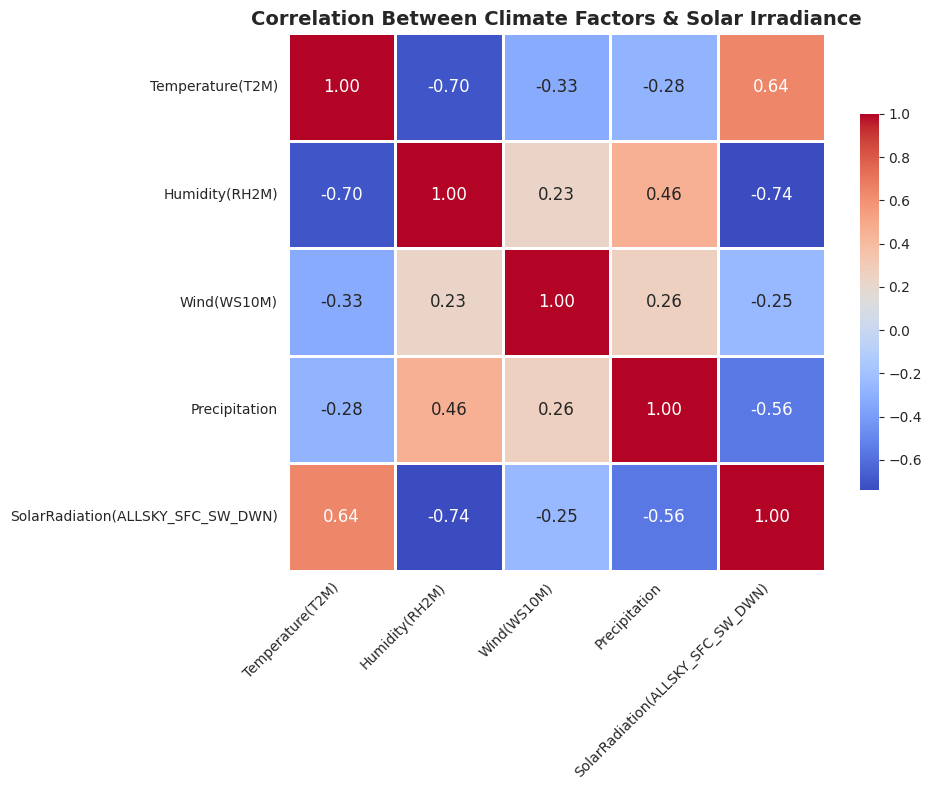 Correlation Between Climate Factors & Solar Irradiance
Temperature(T2M) 1.00 -0.70 -0.33 -0.28 0.64
Humidity(RH2M) -0.70 1.00 0.23 0.46 -0.74
Wind(WS10M) -0.33 0.23 1.00 0.26 -0.25
Precipitation -0.28 0.46 0.26 1.00 -0.56
SolarRadiation(ALLSKY_SFC_SW_DWN) 0.64 -0.74 -0.25 -0.56 1.00
Temperature(T2M)
Humidity(RH2M)
Wind(WS10M)
Precipitation
SolarRadiation(ALLSKY_SFC_SW_DWN)
1.0
0.8
0.6
0.4
0.2
0.0
−0.2
−0.4
−0.6